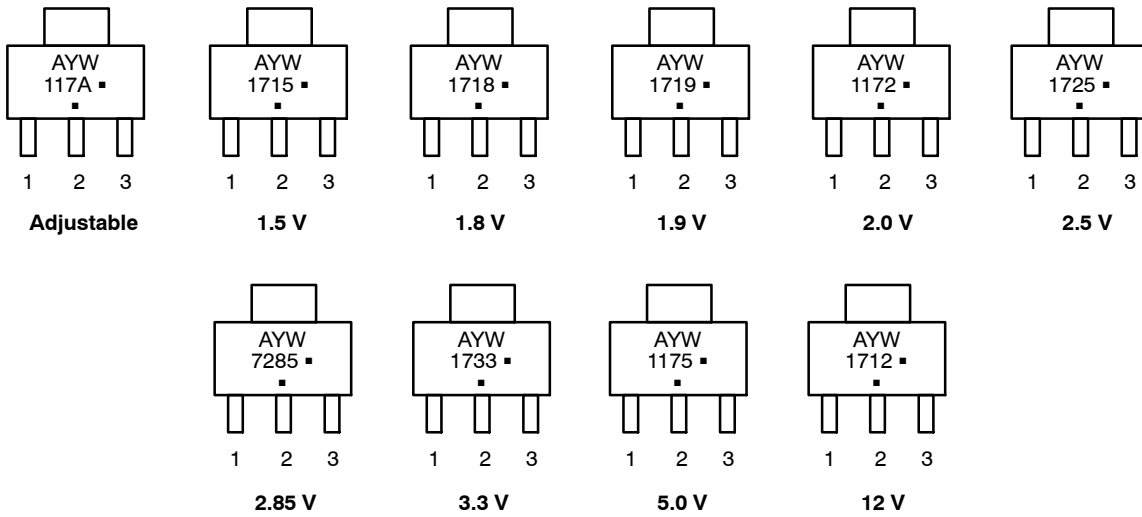 AYW AYW AYW AYW AYW AYW
117A ▪ 1715 ▪ 1718 ▪ 1719 ▪ 1172 ▪ 1725 ▪
▪ ▪ ▪ ▪ ▪ ▪
1 2 3 1 2 3 1 2 3 1 2 3 1 2 3 1 2 3
Adjustable 1.5 V 1.8 V 1.9 V 2.0 V 2.5 V
AYW AYW AYW AYW
7285 ▪ 1733 ▪ 1175 ▪ 1712 ▪
▪ ▪ ▪ ▪
1 2 3 1 2 3 1 2 3 1 2 3
2.85 V 3.3 V 5.0 V 12 V